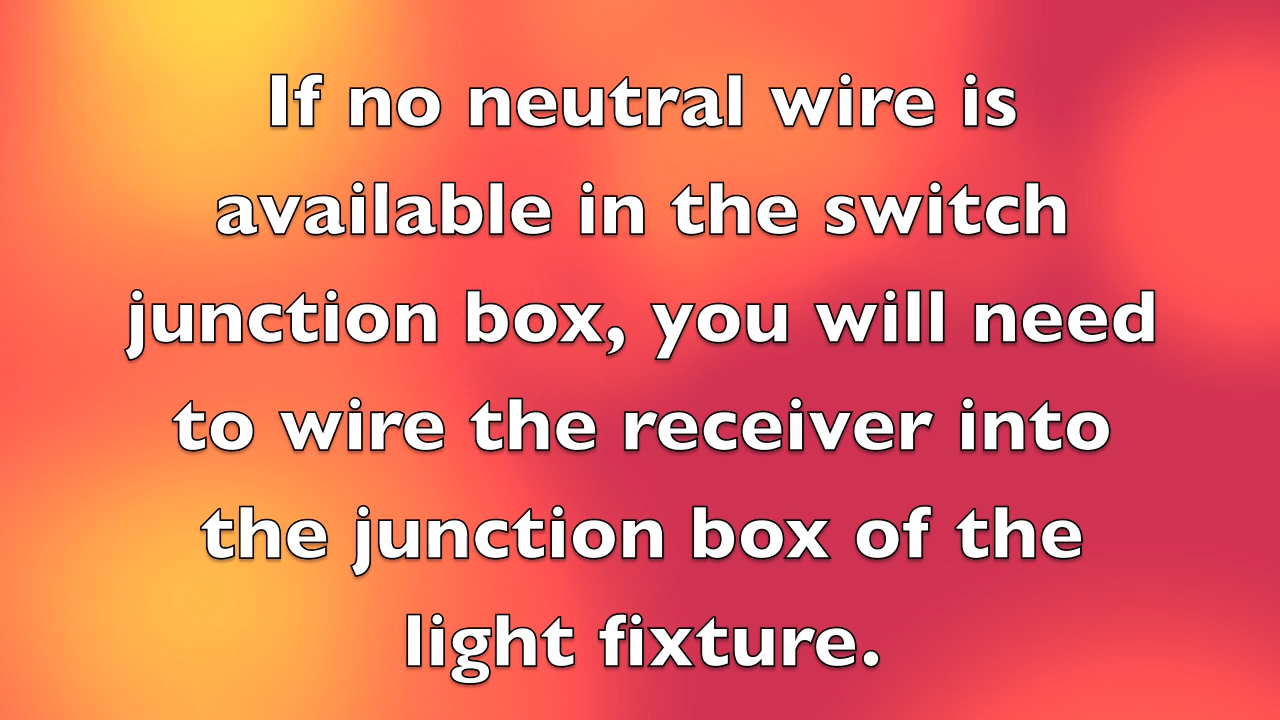 If no neutral wire is
available in the switch
junction box, you will need
to wire the receiver into
the junction box of the
light fixture.